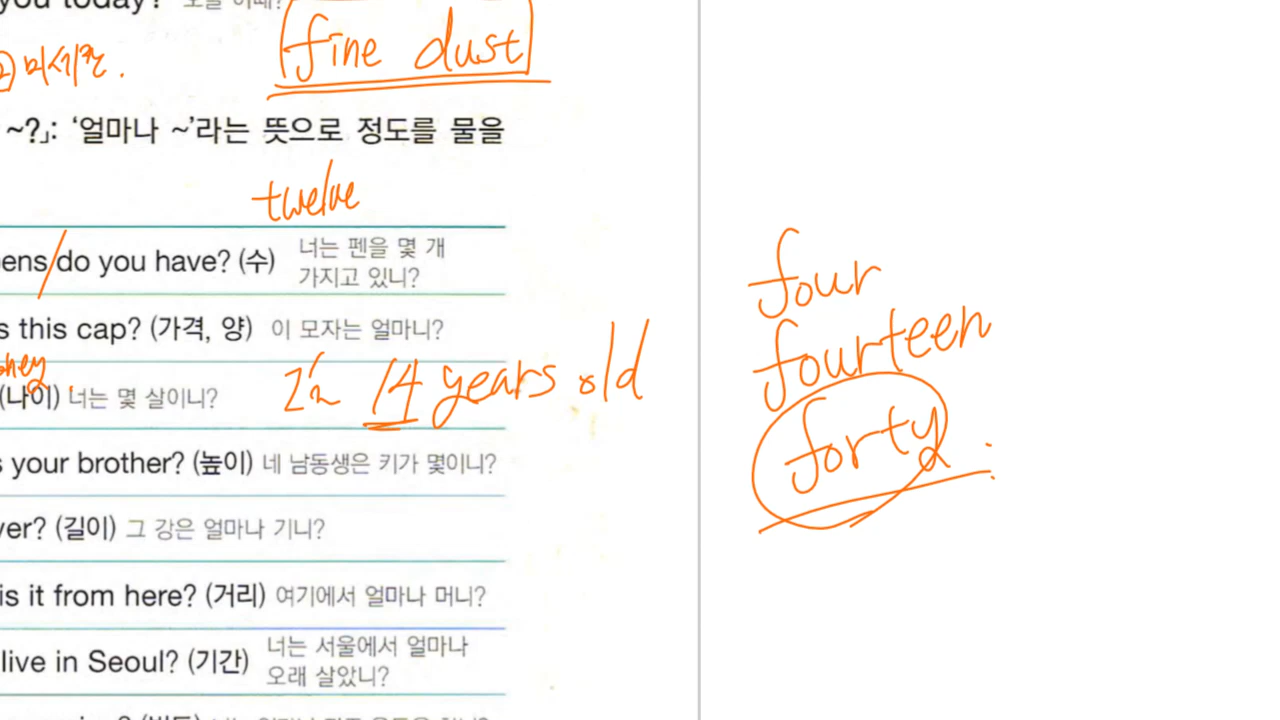 you today? 오늘 어때?
fine dust
② 미세한.
~?」: ‘얼마나 ~’라는 뜻으로 정도를 물을
twelve
ens/do you have? (수) 너는 펜을 몇 개
가지고 있니?
s this cap? (가격, 양) 이 모자는 얼마니?
(나이) 너는 몇 살이니? I'm 14 years old
s your brother? (높이) 네 남동생은 키가 몇이니?
ver? (길이) 그 강은 얼마나 기니?
is it from here? (거리) 여기에서 얼마나 머니?
live in Seoul? (기간) 너는 서울에서 얼마나
오래 살았니?
four
fourteen
forty